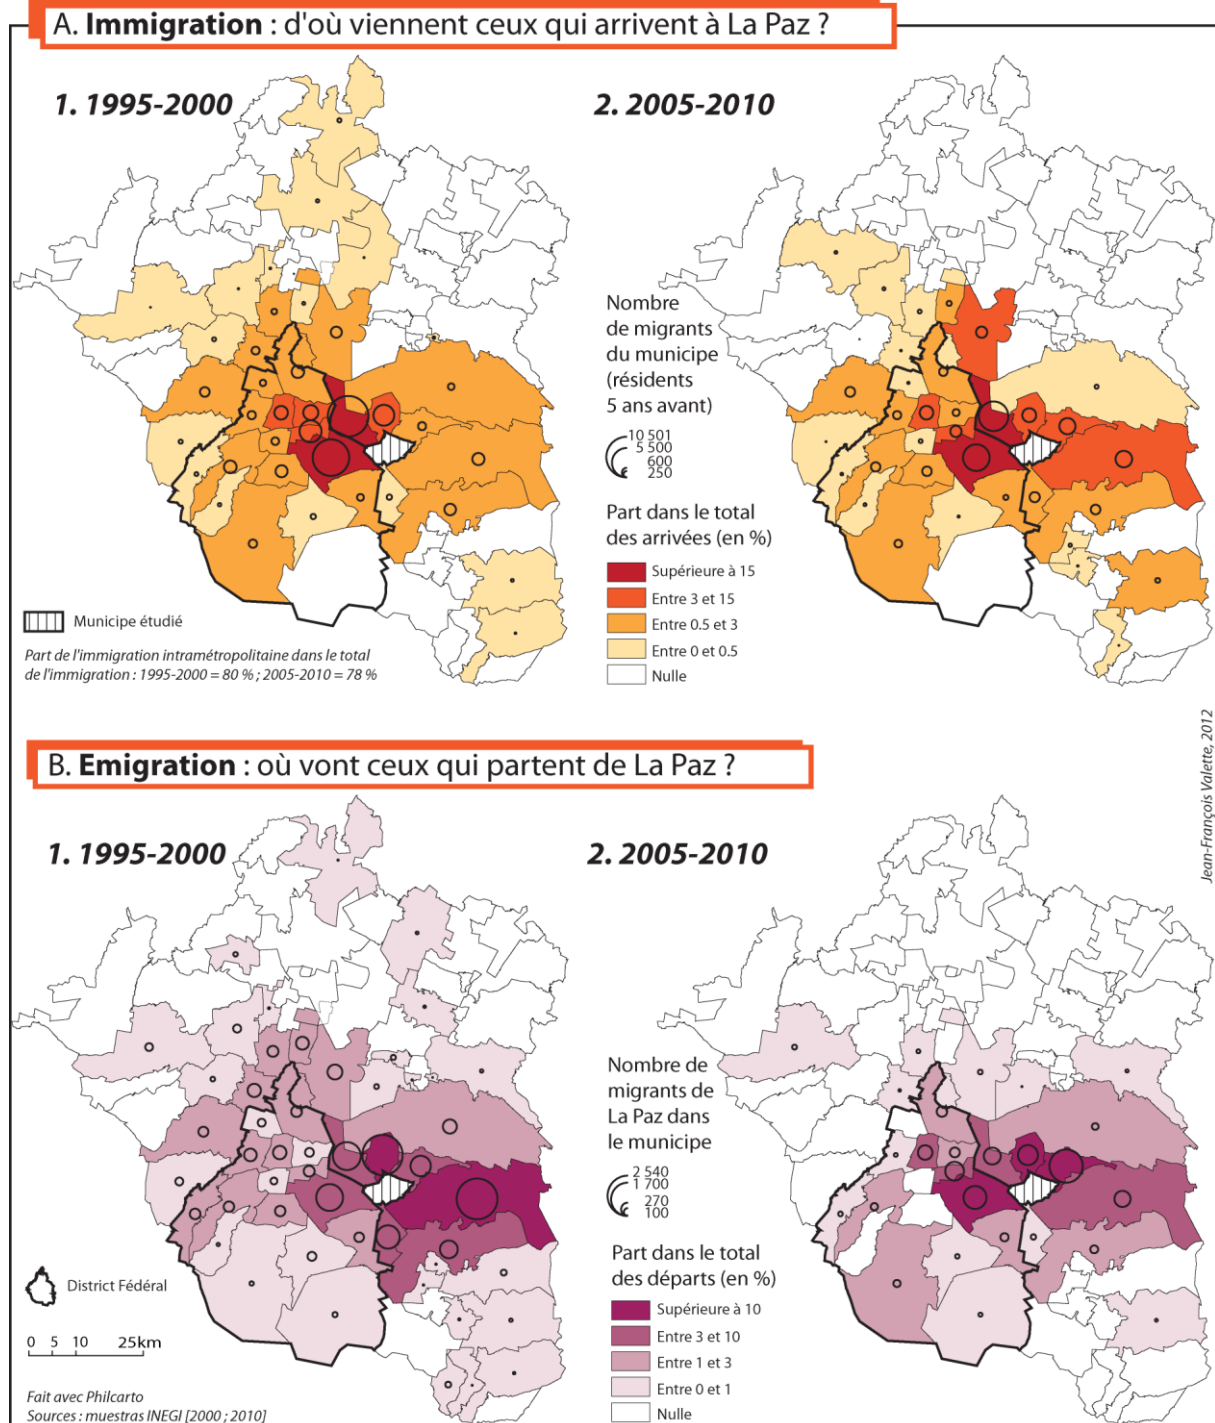 A. Immigration : d'où viennent ceux qui arrivent à La Paz ?
1. 1995-2000
2. 2005-2010
Nombre
de migrants
du municipe
(résidents
5 ans avant)
10 501
5 500
600
250
Part dans le total
des arrivées (en %)
Supérieure à 15
Entre 3 et 15
Entre 0.5 et 3
Entre 0 et 0.5
Nulle
Municipe étudié
Part de l'immigration intramétropolitaine dans le total
de l'immigration : 1995-2000 = 80 % ; 2005-2010 = 78 %
Jean-François Valette, 2012
B. Emigration : où vont ceux qui partent de La Paz ?
1. 1995-2000
2. 2005-2010
Nombre de
migrants de
La Paz dans
le municipe
2 540
1 700
270
100
Part dans le total
des départs (en %)
Supérieure à 10
Entre 3 et 10
Entre 1 et 3
Entre 0 et 1
Nulle
District Fédéral
0 5 10 25km
Fait avec Philcarto
Sources : muestras INEGI [2000 ; 2010]